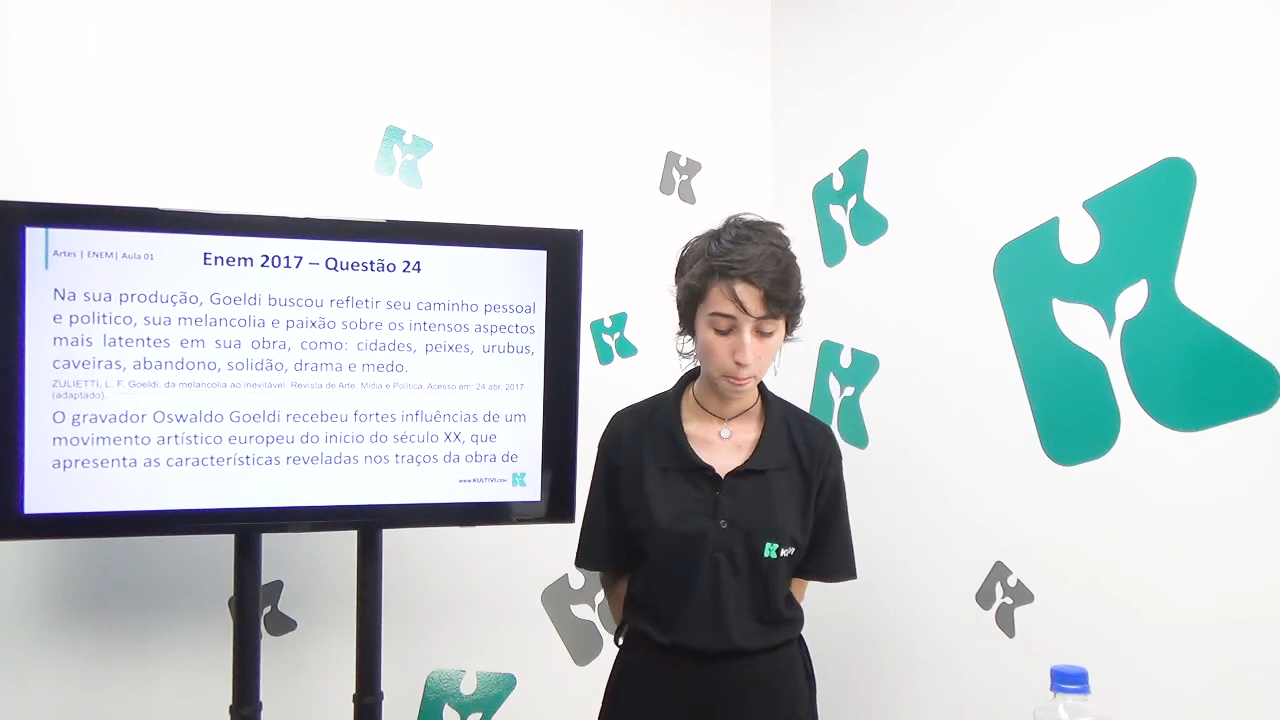 Artes | ENEM| Aula 01
Enem 2017 – Questão 24
Na sua produção, Goeldi buscou refletir seu caminho pessoal
e politico, sua melancolia e paixão sobre os intensos aspectos
mais latentes em sua obra, como: cidades, peixes, urubus,
caveiras, abandono, solidão, drama e medo.
ZULIETTI, L. F. Goeldi: da melancolia ao inevitável. Revista de Arte, Mídia e Política. Acesso em: 24 abr. 2017
(adaptado).
O gravador Oswaldo Goeldi recebeu fortes influências de um
movimento artístico europeu do inicio do século XX, que
apresenta as características reveladas nos traços da obra de
www.KULTIVI.com